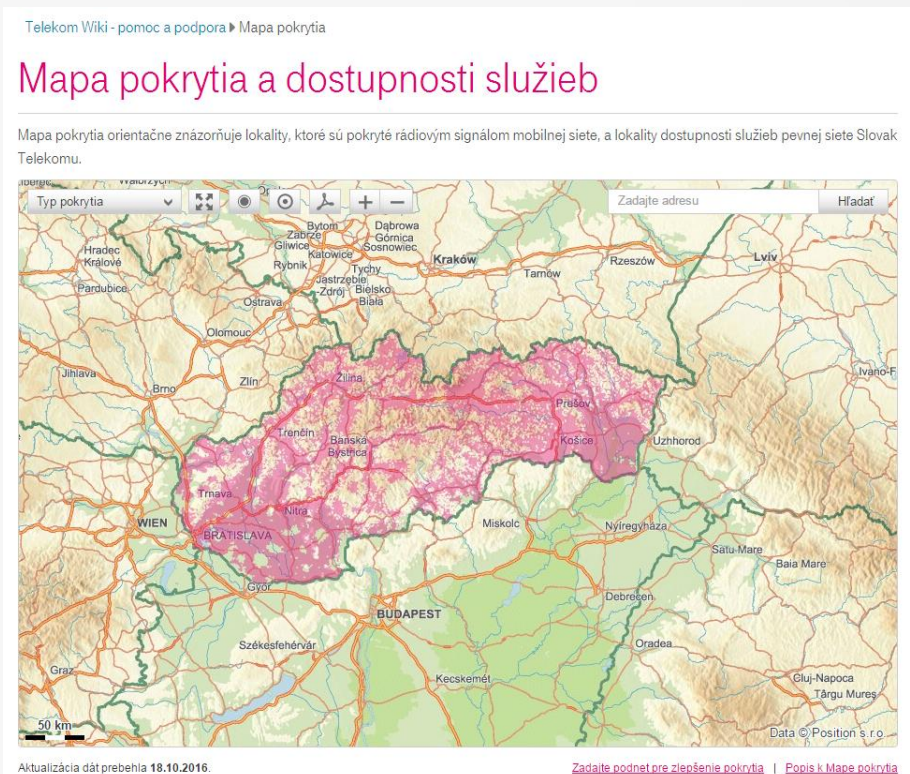 Telekom Wiki - pomoc a podpora ▶ Mapa pokrytia
Mapa pokrytia a dostupnosti služieb
Mapa pokrytia orientačne znázorňuje lokality, ktoré sú pokryté rádiovým signálom mobilnej siete, a lokality dostupnosti služieb pevnej siete Slovak
Telekomu.
Typ pokrytia
Zadajte adresu
Hľadať
Bytom
Dąbrowa
Górnica
Zabrze
Gliwice
Katowice
Sosnowiec
Hradec
Králové
Rybnik
Tychy
Kraków
Tarnów
Rzeszów
Lviv
Jastrzębie
-Zdrój
Bielsko
Biała
Pardubice
Ostrava
Olomouc
Jihlava
Brno
Zlín
Žilina
Ivano-F
Prešov
Trenčín
Banská
Bystrica
Košice
Uzhhorod
Trnava
Nitra
WIEN
BRATISLAVA
Miskolc
Nyíregyháza
Satu Mare
Baia Mare
Győr
Debrecen
BUDAPEST
Székesfehérvár
Oradea
Graz
Kecskemét
Cluj-Napoca
Târgu Mureș
50 km
Data © Position s.r.o.
Aktualizácia dát prebehla 18.10.2016.
Zadajte podnet pre zlepšenie pokrytia | Popis k Mape pokrytia